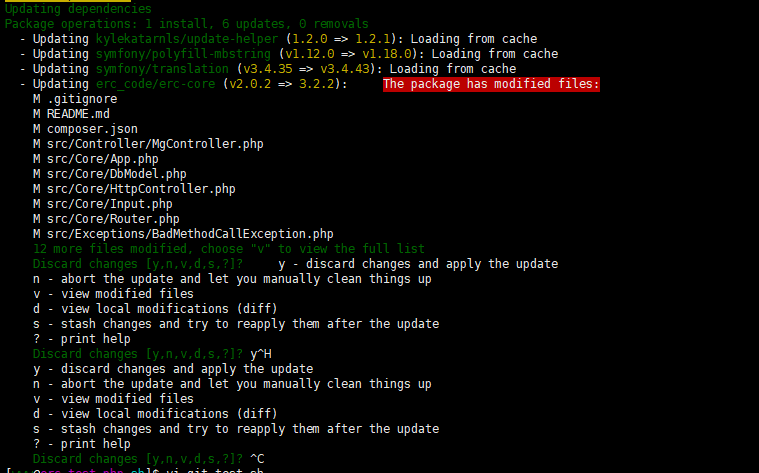 Updating dependencies
Package operations: 1 install, 6 updates, 0 removals
- Updating kylekatarnls/update-helper (1.2.0 => 1.2.1): Loading from cache
- Updating symfony/polyfill-mbstring (v1.12.0 => v1.18.0): Loading from cache
- Updating symfony/translation (v3.4.35 => v3.4.43): Loading from cache
- Updating erc_code/erc-core (v2.0.2 => 3.2.2): The package has modified files:
M .gitignore
M README.md
M composer.json
M src/Controller/MgController.php
M src/Core/App.php
M src/Core/DbModel.php
M src/Core/HttpController.php
M src/Core/Input.php
M src/Core/Router.php
M src/Exceptions/BadMethodCallException.php
12 more files modified, choose "v" to view the full list
Discard changes [y,n,v,d,s,?]? y - discard changes and apply the update
n - abort the update and let you manually clean things up
v - view modified files
d - view local modifications (diff)
s - stash changes and try to reapply them after the update
? - print help
Discard changes [y,n,v,d,s,?]? y^H
y - discard changes and apply the update
n - abort the update and let you manually clean things up
v - view modified files
d - view local modifications (diff)
s - stash changes and try to reapply them after the update
? - print help
Discard changes [y,n,v,d,s,?]? ^C